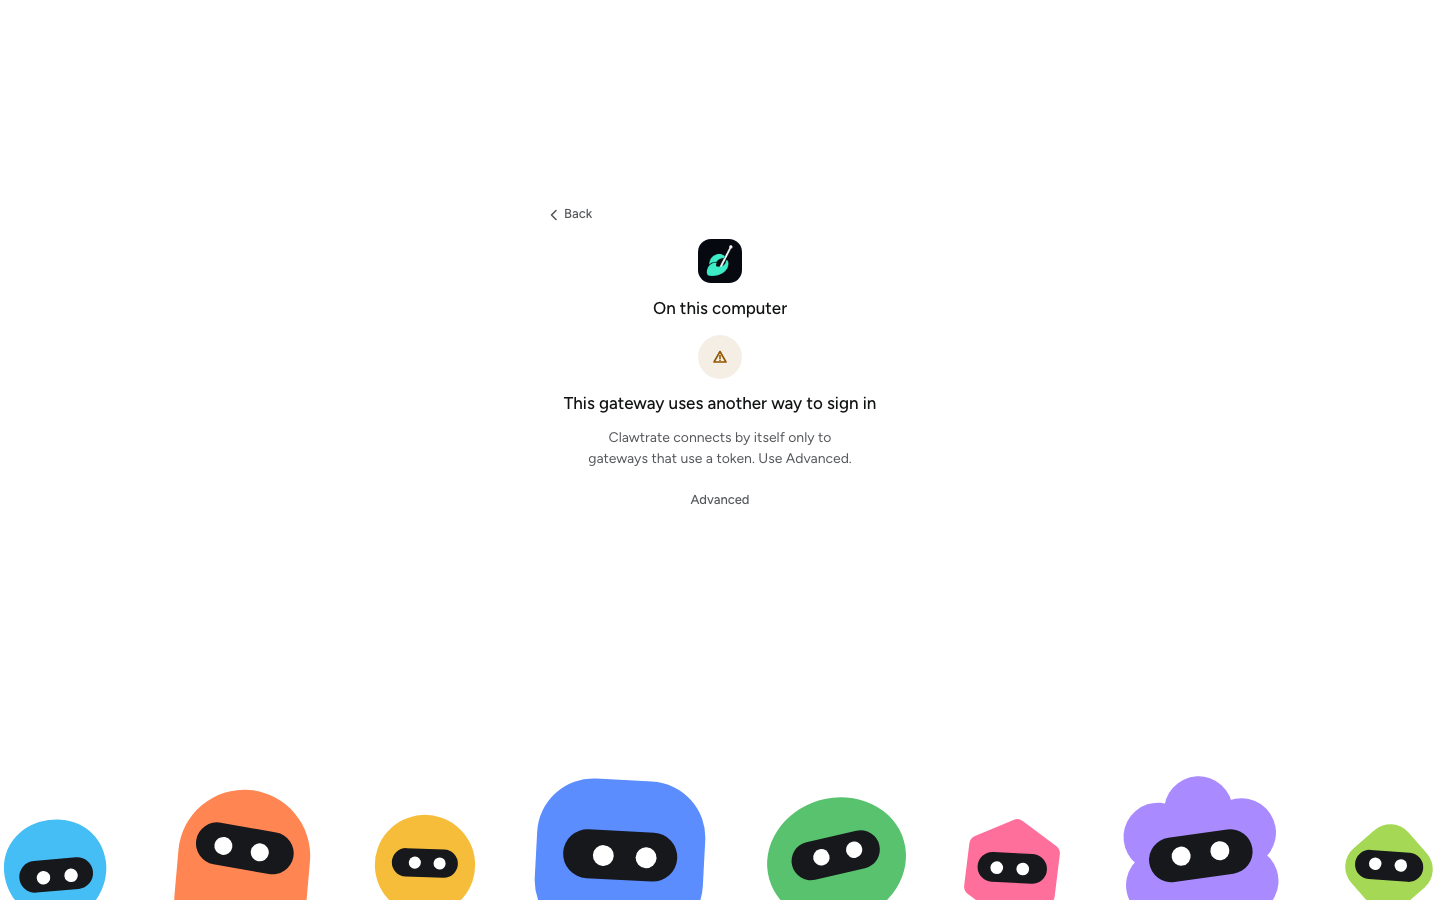 Back
On this computer
This gateway uses another way to sign in
Clawtrate connects by itself only to
gateways that use a token. Use Advanced.
Advanced